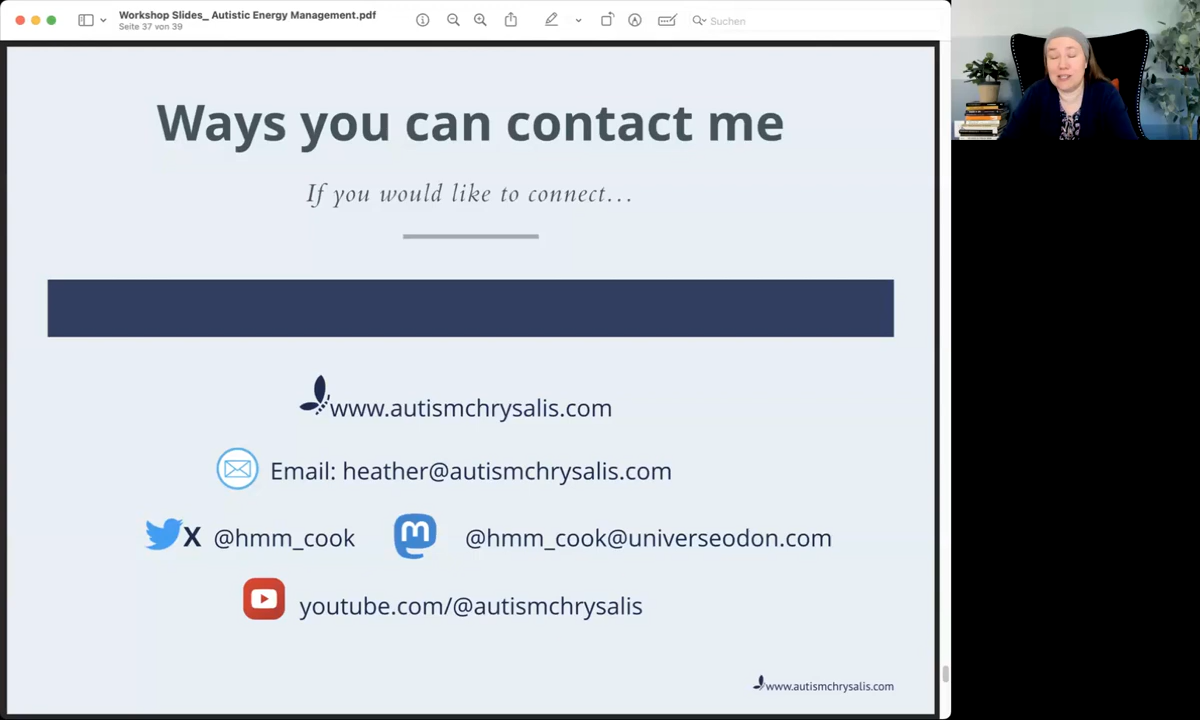 Workshop Slides_ Autistic Energy Management.pdf
Seite 37 von 39
Suchen
Ways you can contact me
If you would like to connect...
www.autismchrysalis.com
Email: heather@autismchrysalis.com
X @hmm_cook
@hmm_cook@universeodon.com
youtube.com/@autismchrysalis
www.autismchrysalis.com